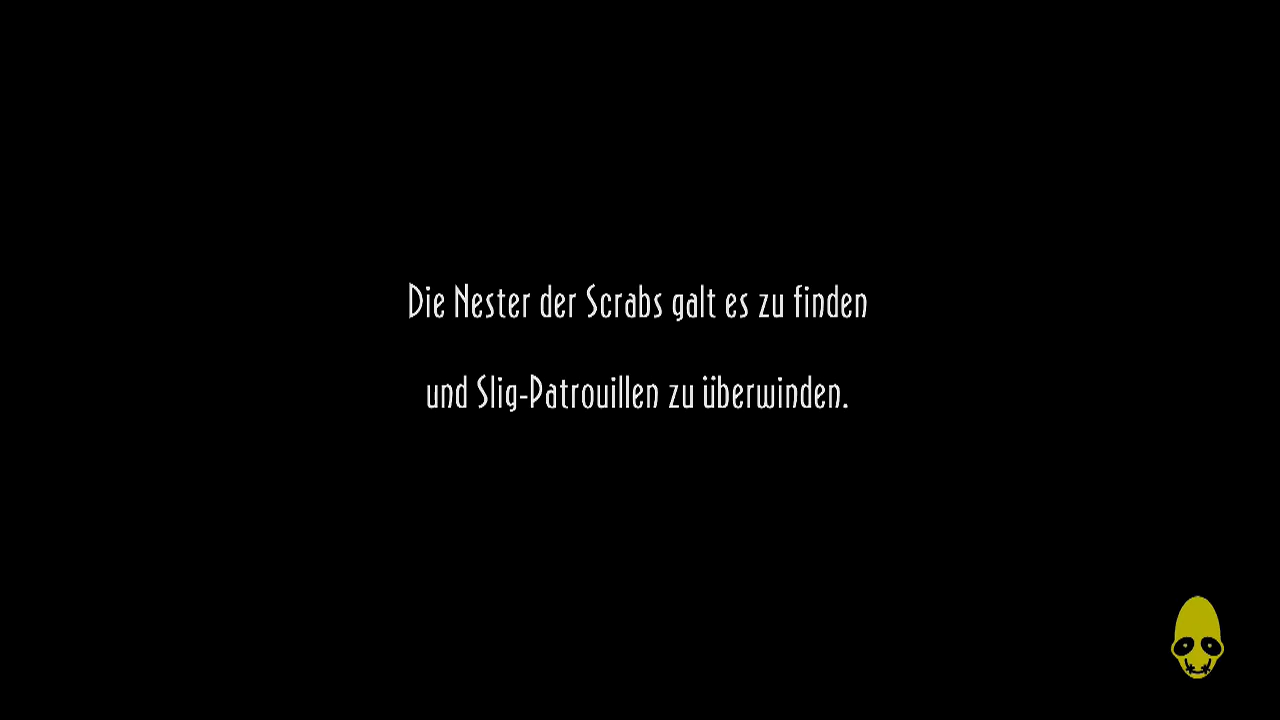 Die Nester der Scrabs galt es zu finden
und Slig-Patrouillen zu überwinden.